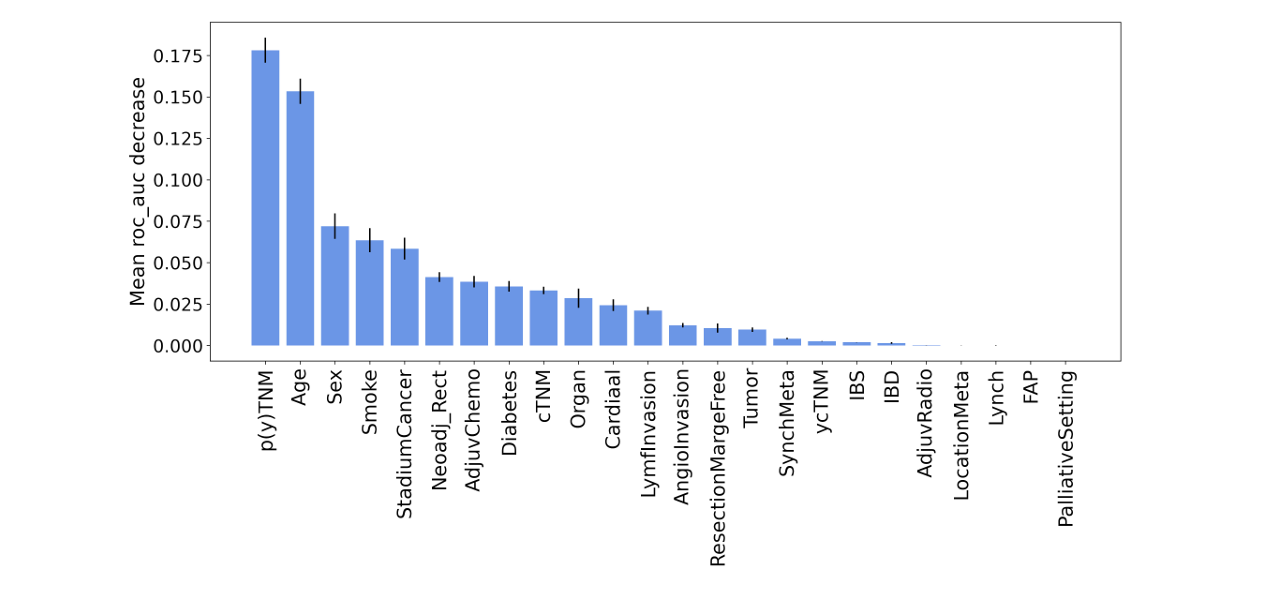 Mean roc_auc decrease
0.175
0.150
0.125
0.100
0.075
0.050
0.025
0.000
p(y)TNM
Age
Sex
Smoke
StadiumCancer
Neoadj_Rect
AdjuvChemo
Diabetes
cTNM
Organ
Cardiaal
LymfInvasion
AngioInvasion
ResectionMargeFree
Tumor
SynchMeta
ycTNM
IBS
IBD
AdjuvRadio
LocationMeta
Lynch
FAP
PalliativeSetting